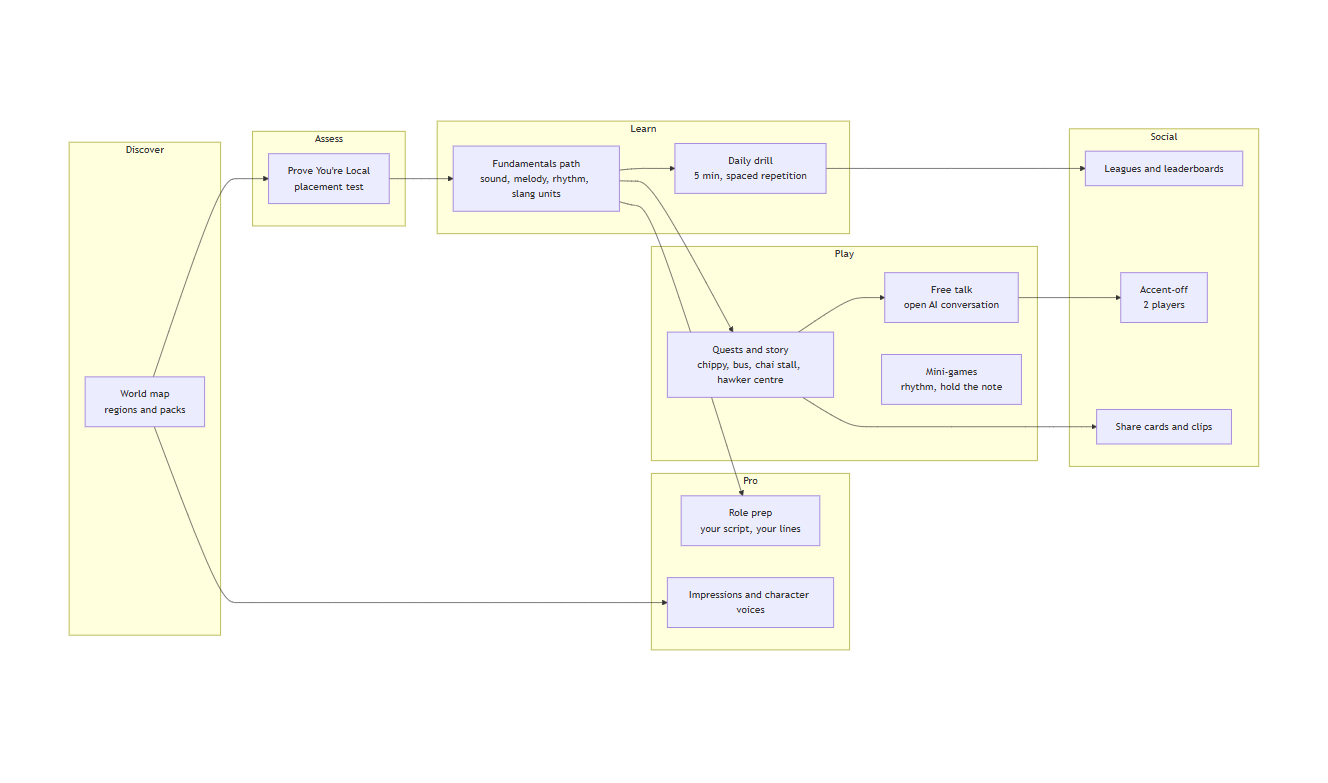 Discover
World map
regions and packs
Assess
Prove You're Local
placement test
Learn
Fundamentals path
sound, melody, rhythm,
slang units
Daily drill
5 min, spaced repetition
Play
Quests and story
chippy, bus, chai stall,
hawker centre
Free talk
open AI conversation
Mini-games
rhythm, hold the note
Pro
Role prep
your script, your lines
Impressions and character
voices
Social
Leagues and leaderboards
Accent-off
2 players
Share cards and clips